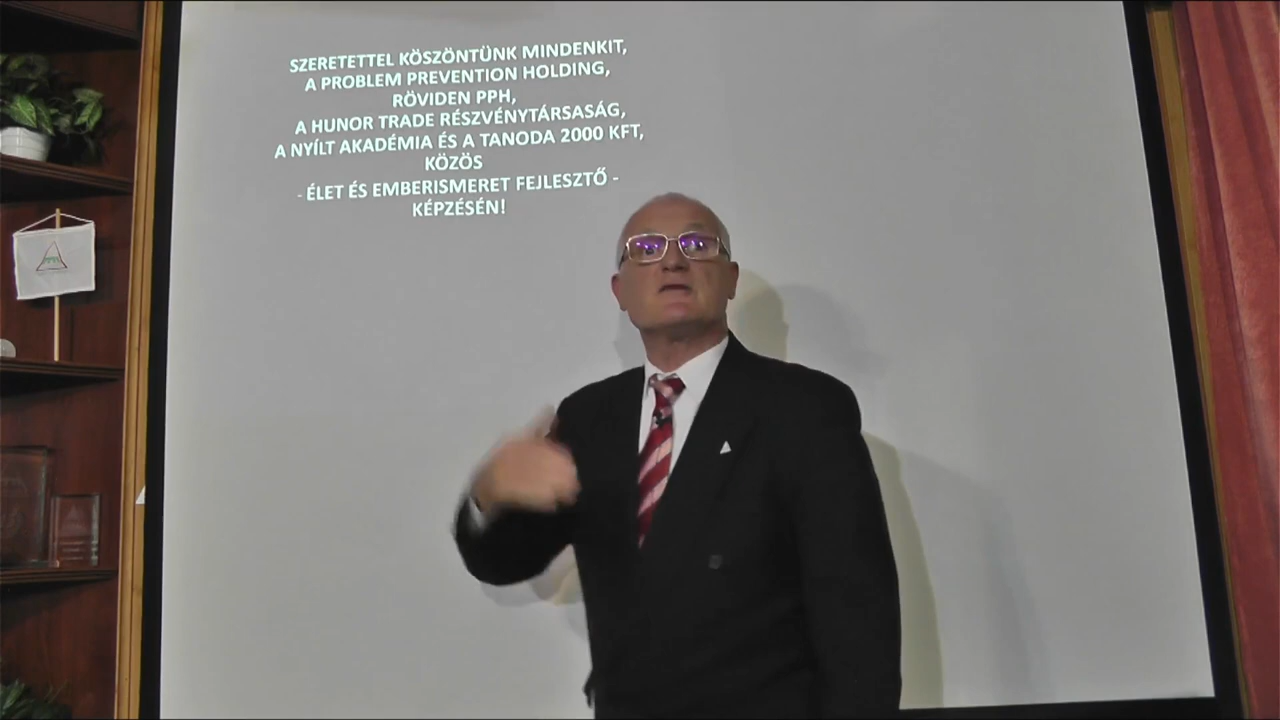 SZERETETTEL KÖSZÖNTÜNK MINDENKIT,
A PROBLEM PREVENTION HOLDING,
RÖVIDEN PPH,
A HUNOR TRADE RÉSZVÉNYTÁRSASÁG,
A NYÍLT AKADÉMIA ÉS A TANODA 2000 KFT,
KÖZÖS
- ÉLET ÉS EMBERISMERET FEJLESZTŐ -
KÉPZÉSÉN!